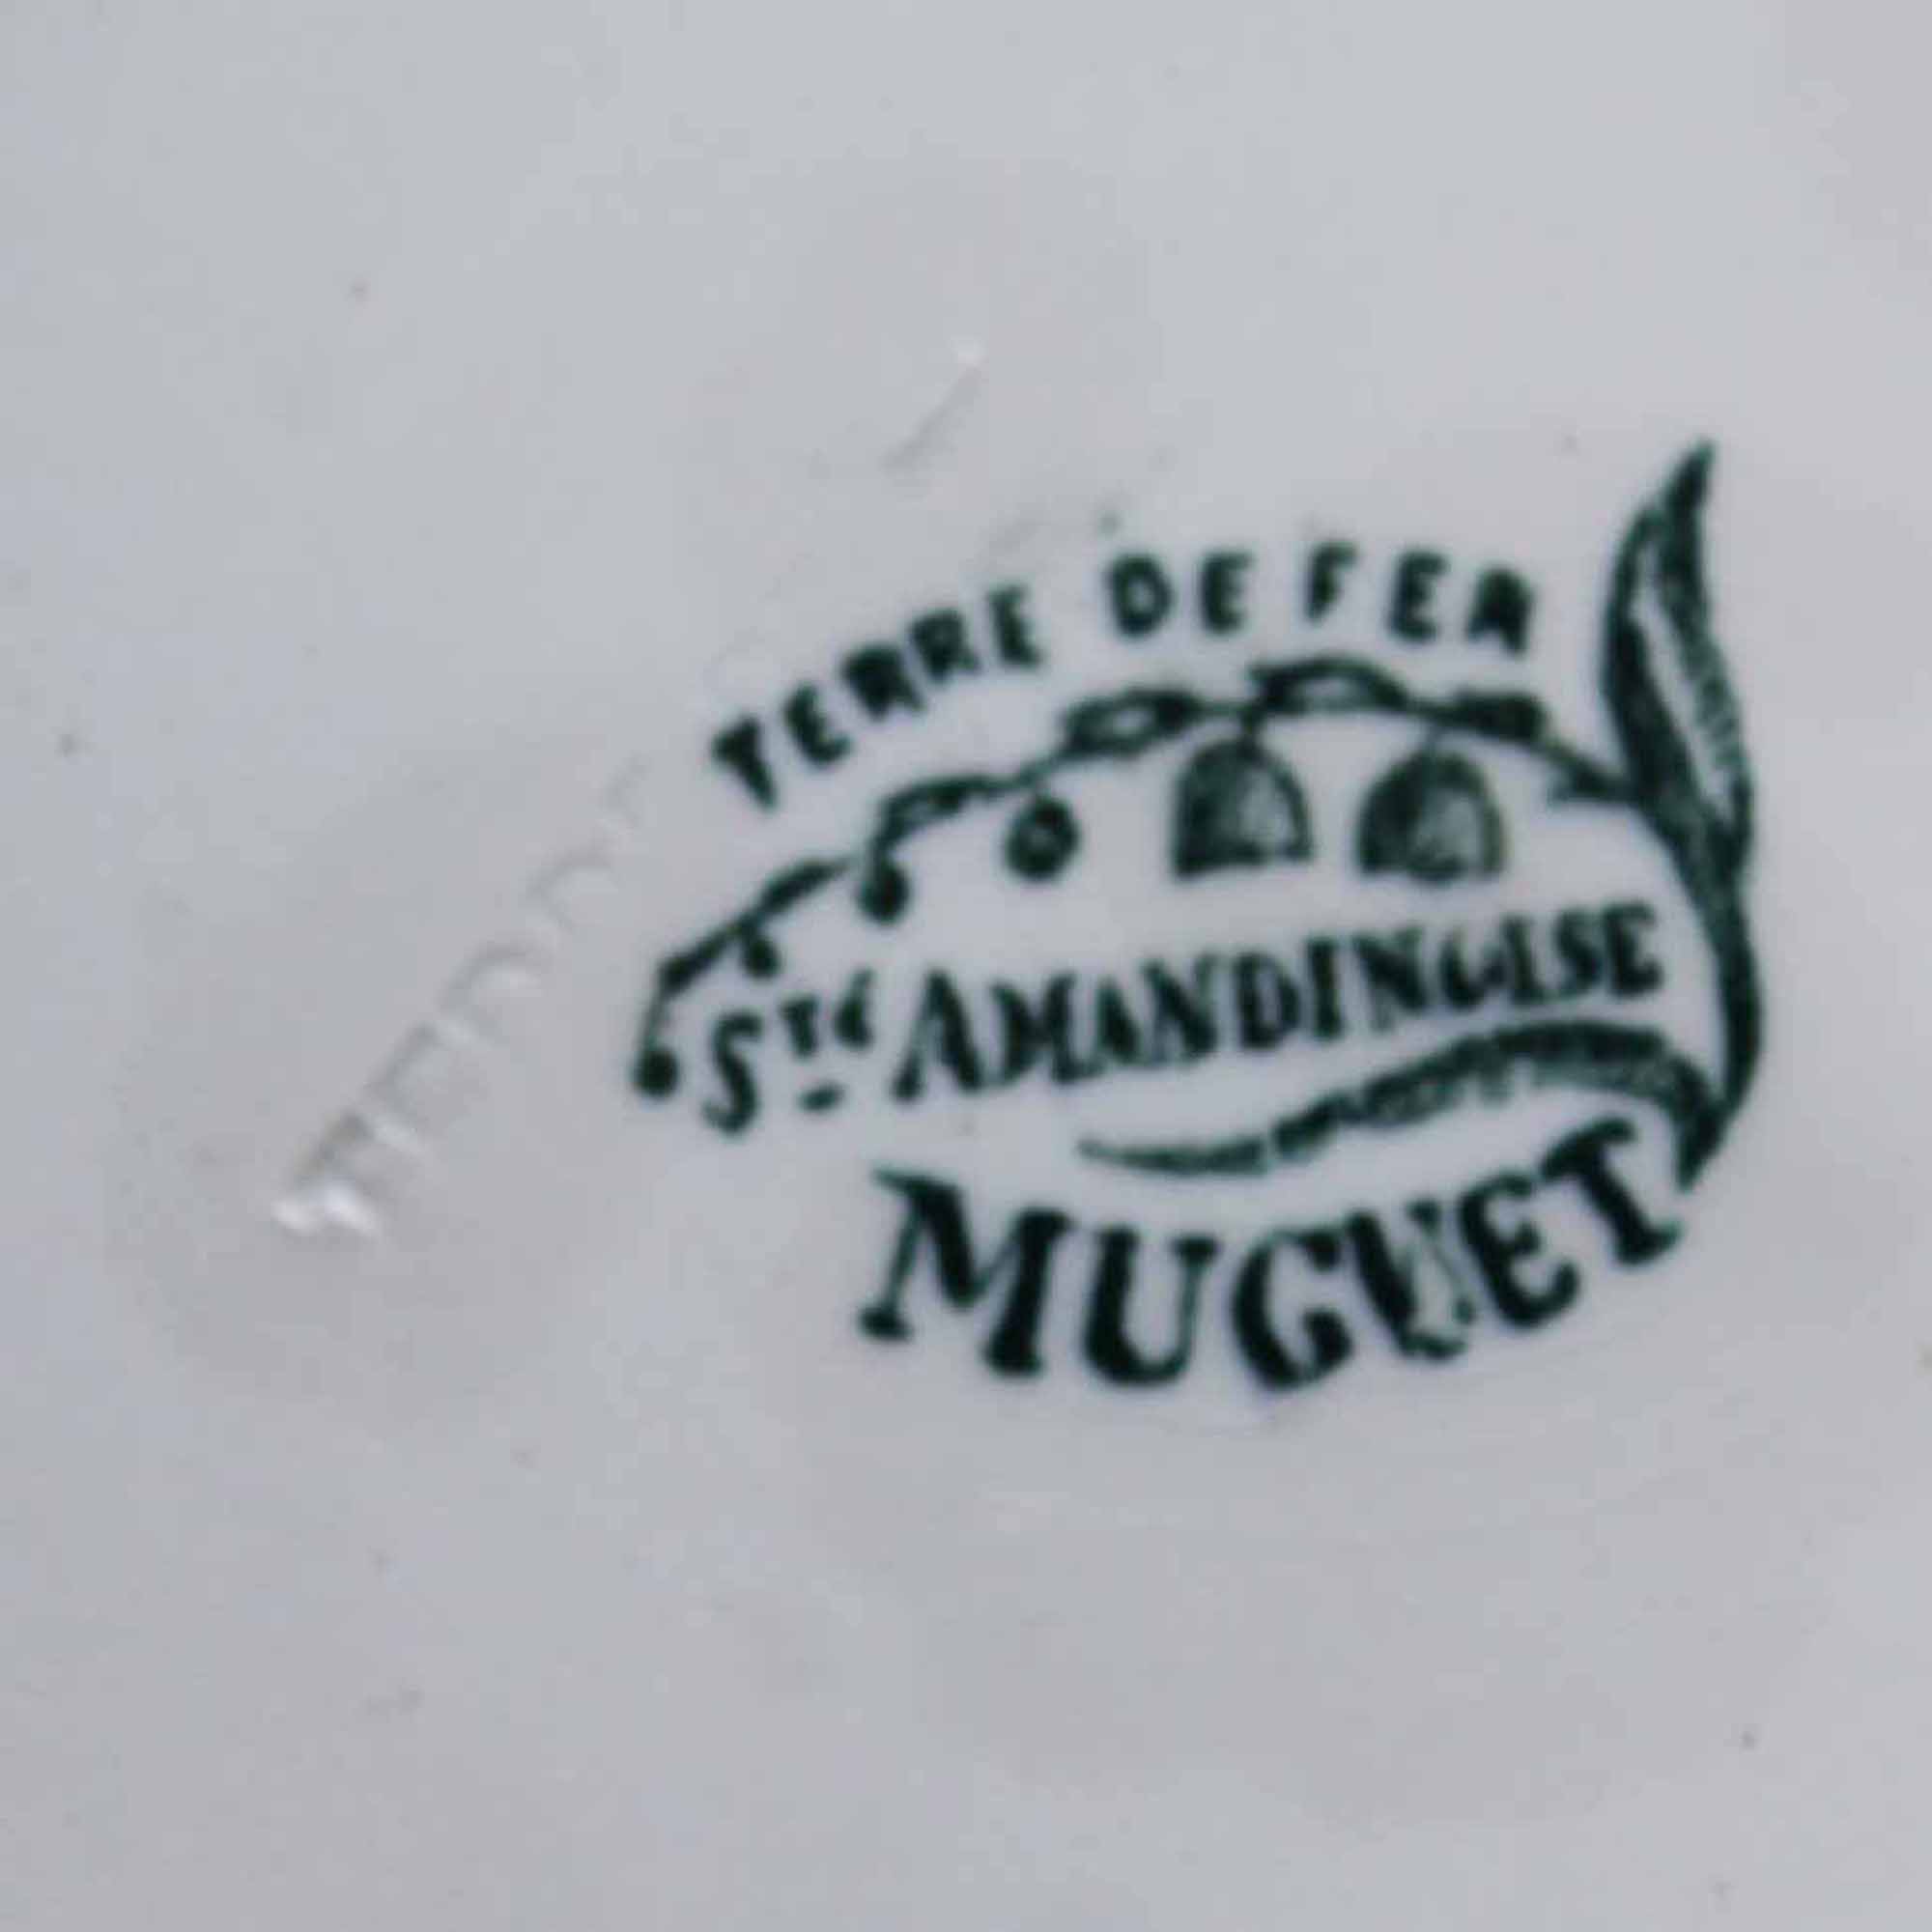 TERRE DE FER
Sté AMANDINOISE
MUGUET